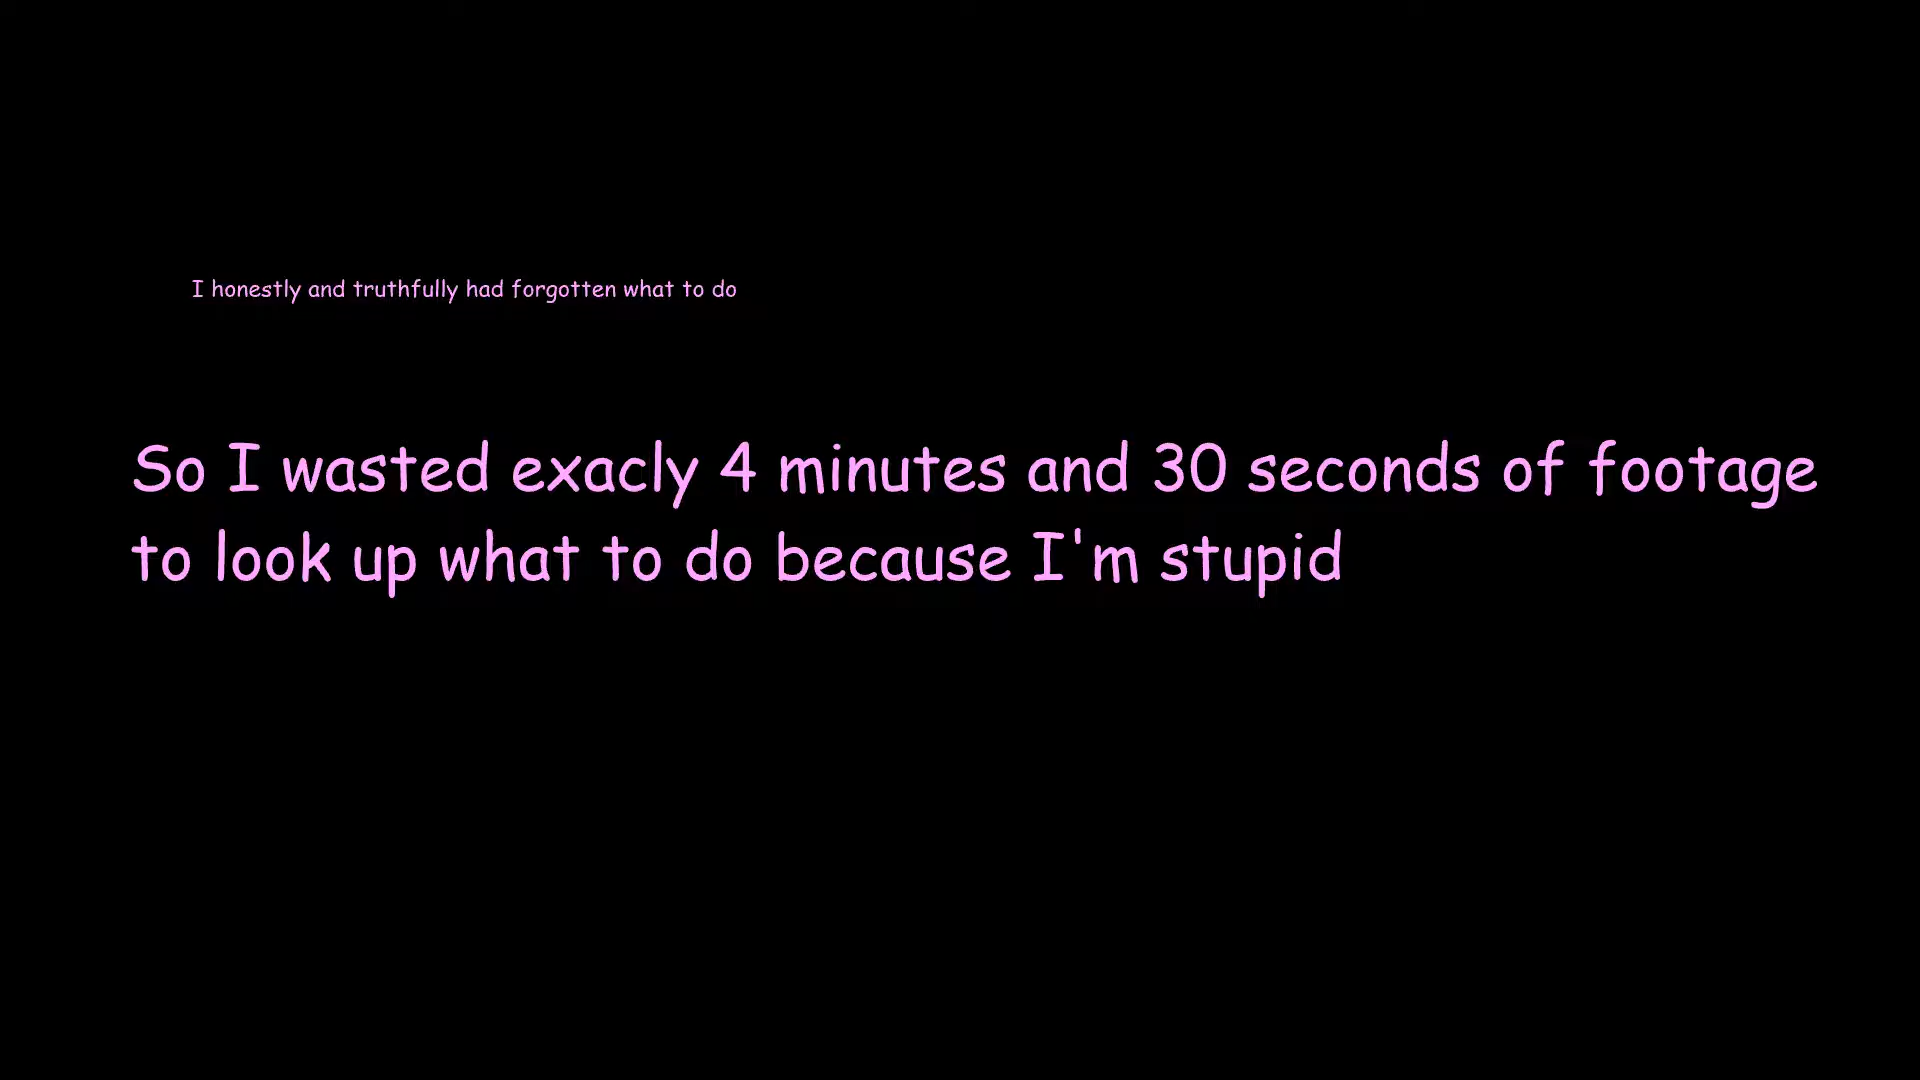 I honestly and truthfully had forgotten what to do
So I wasted exacly 4 minutes and 30 seconds of footage
to look up what to do because I'm stupid